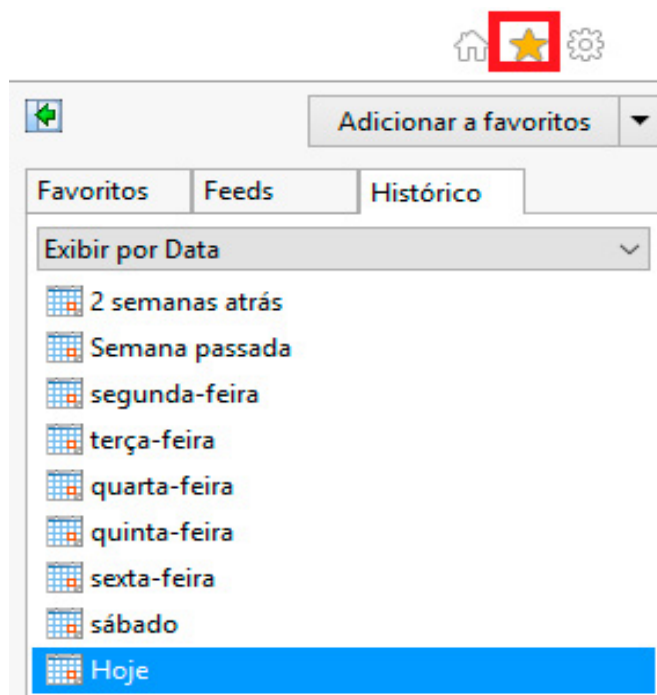 Adicionar a favoritos
Favoritos Feeds Histórico
Exibir por Data
2 semanas atrás
Semana passada
segunda-feira
terça-feira
quarta-feira
quinta-feira
sexta-feira
sábado
Hoje